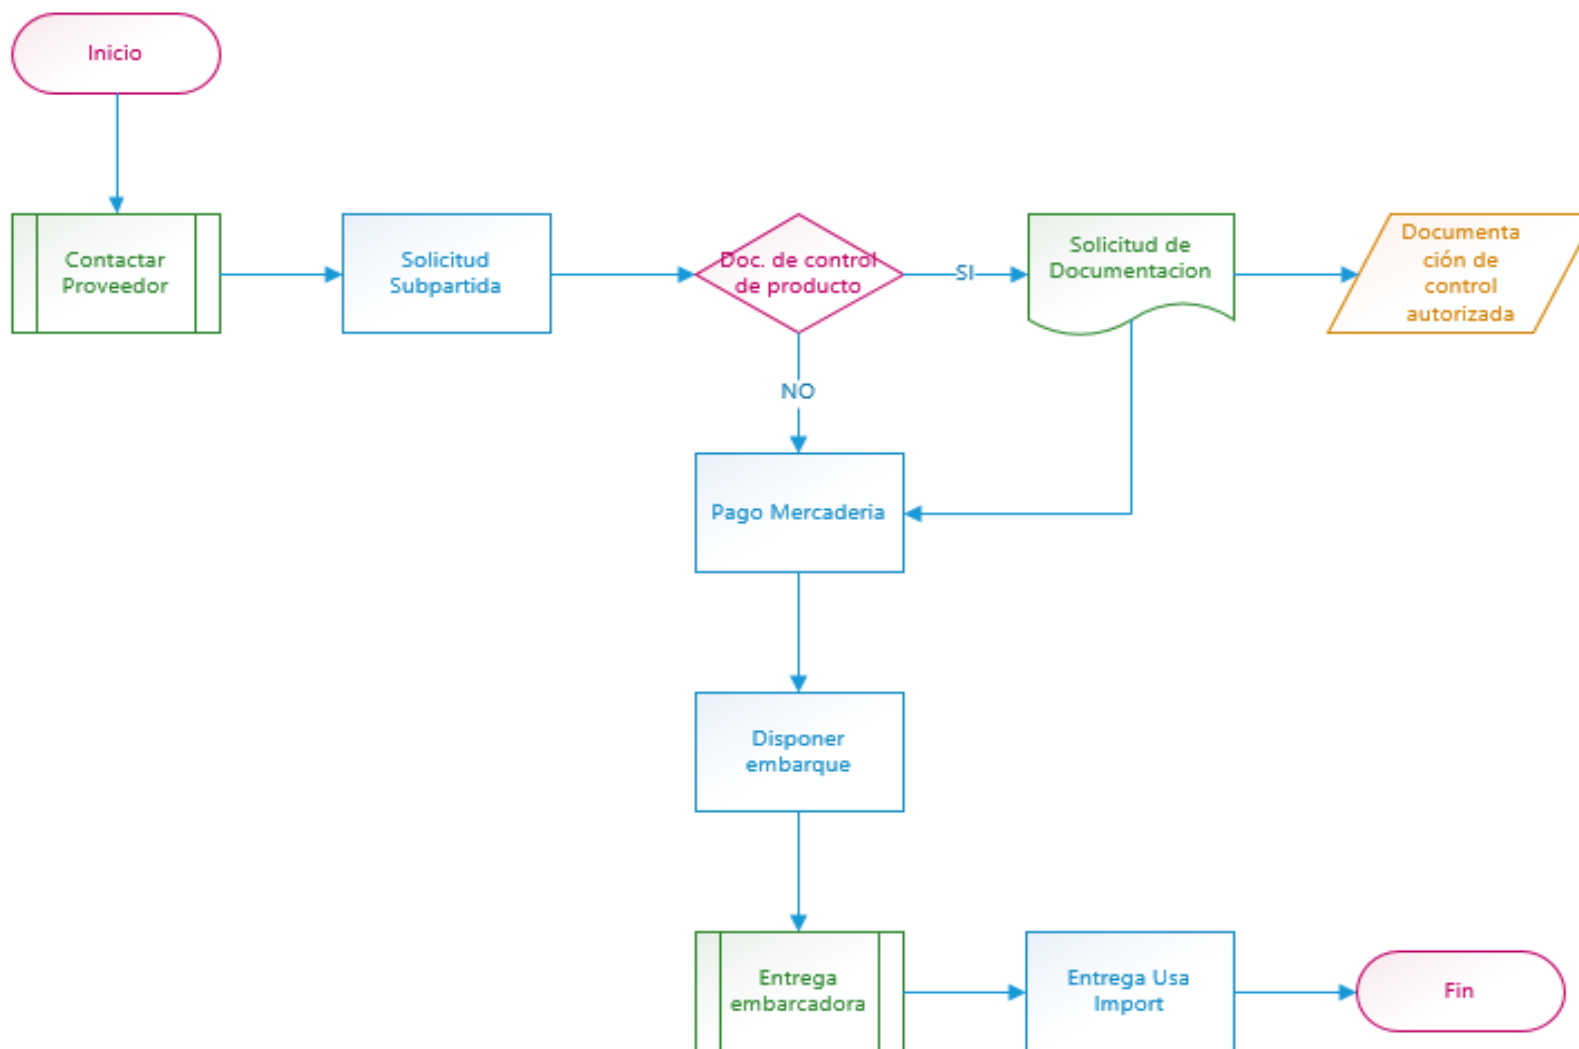 Inicio
Contactar
Proveedor
Solicitud
Subpartida
Doc. de control
de producto
SI
Solicitud de
Documentacion
Documenta
ción de
control
autorizada
NO
Pago Mercaderia
Disponer
embarque
Entrega
embarcadora
Entrega Usa
Import
Fin